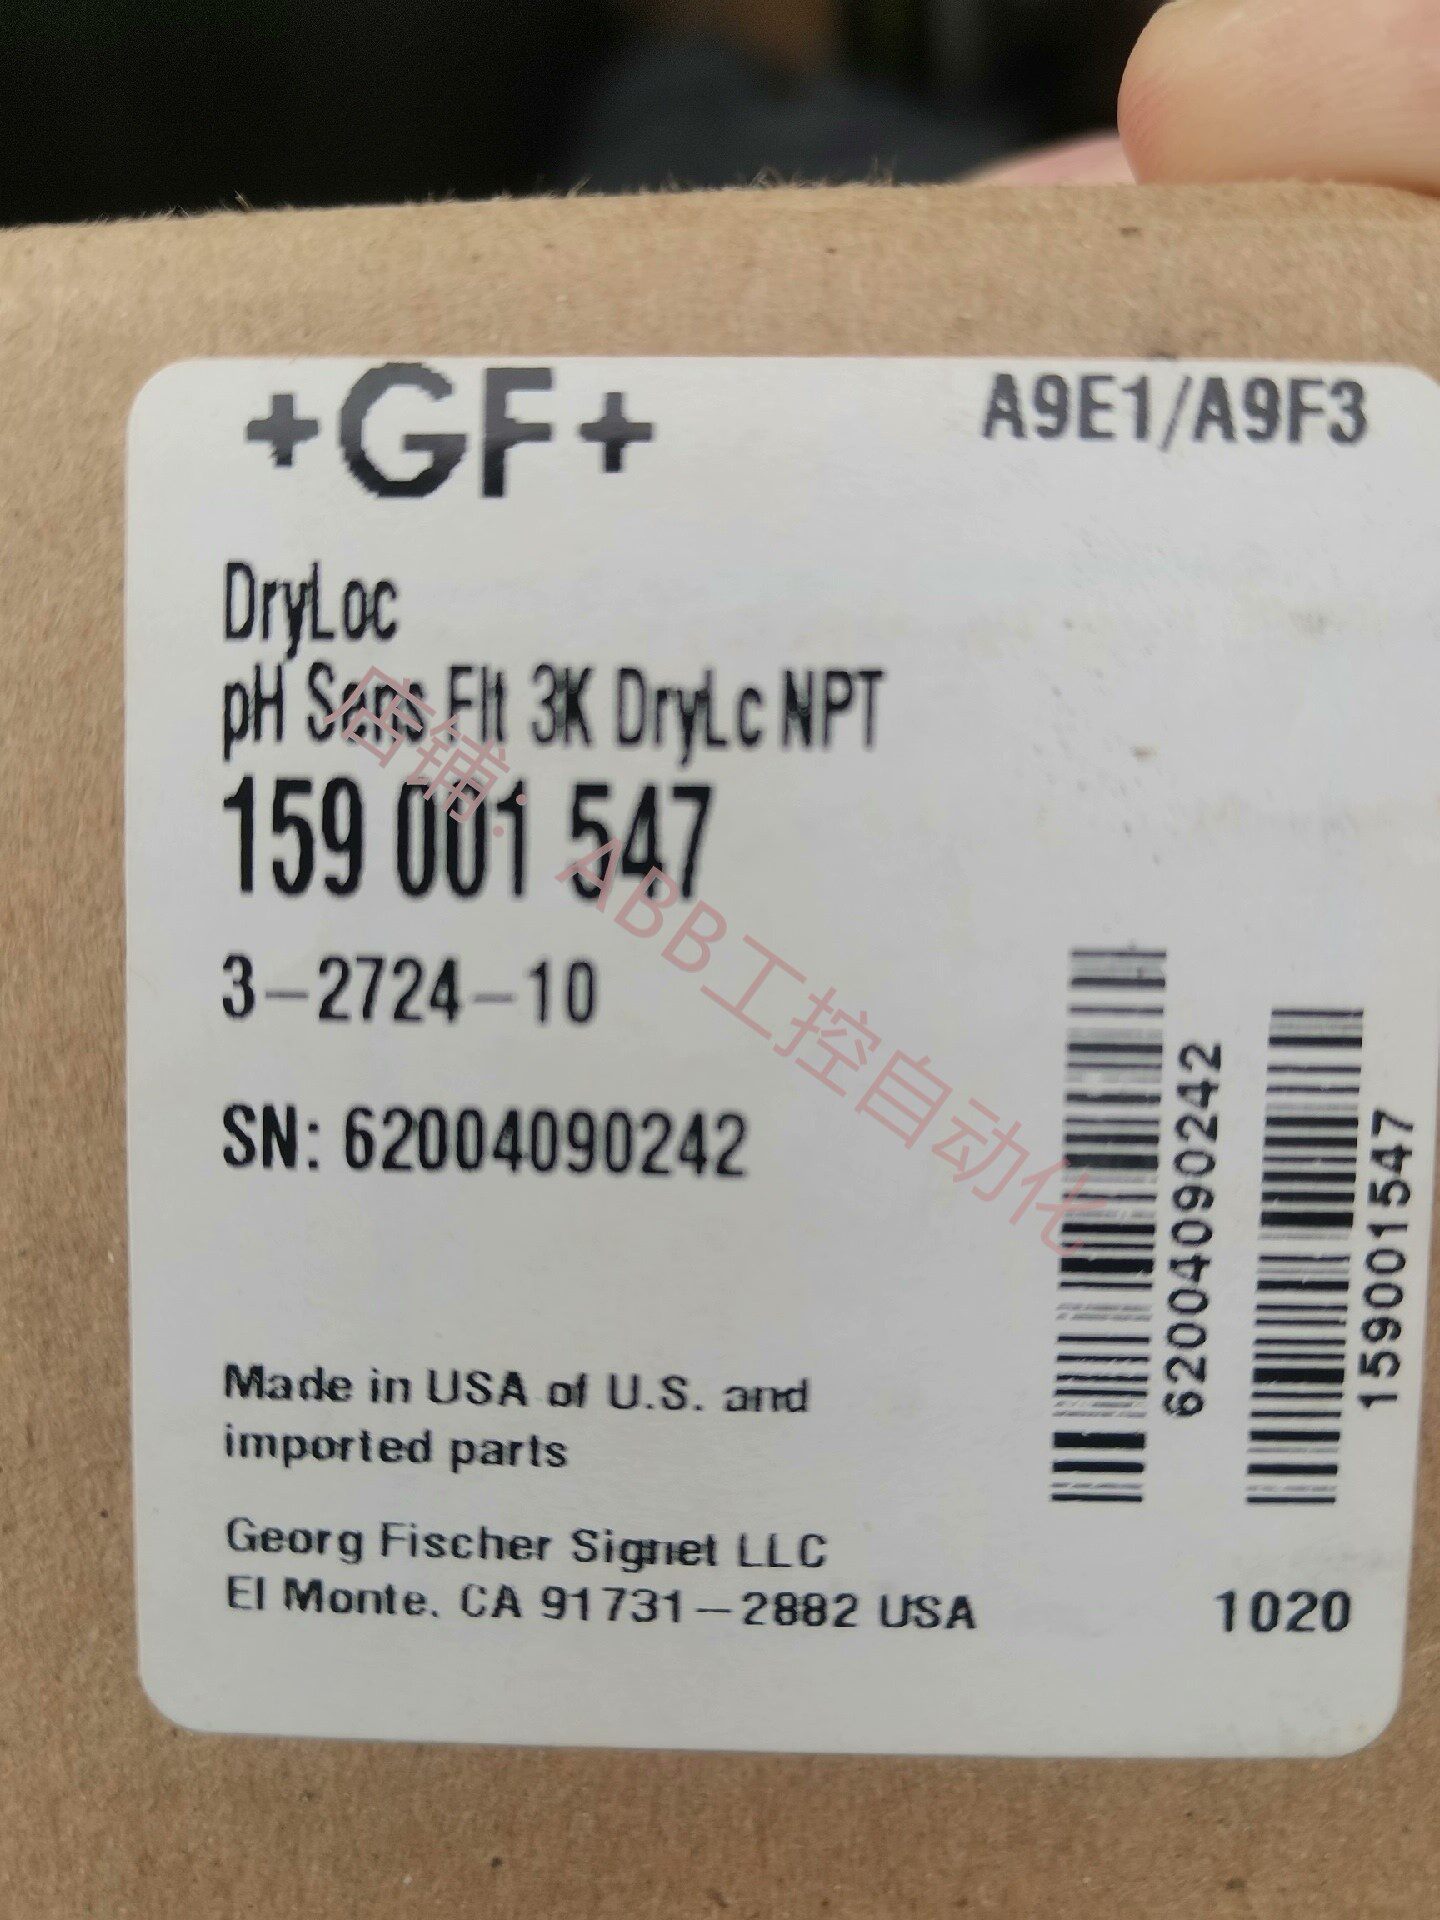 +GF+
A9E1/A9F3
DryLoc
pH Sens Flt 3K DryLc NPT
159 001 547
3-2724-10
SN: 62004090242
Made in USA of U.S. and
imported parts
Georg Fischer Signet LLC
El Monte, CA 91731-2882 USA
1020
62004090242
159001547
店铺：ABB工控自动化